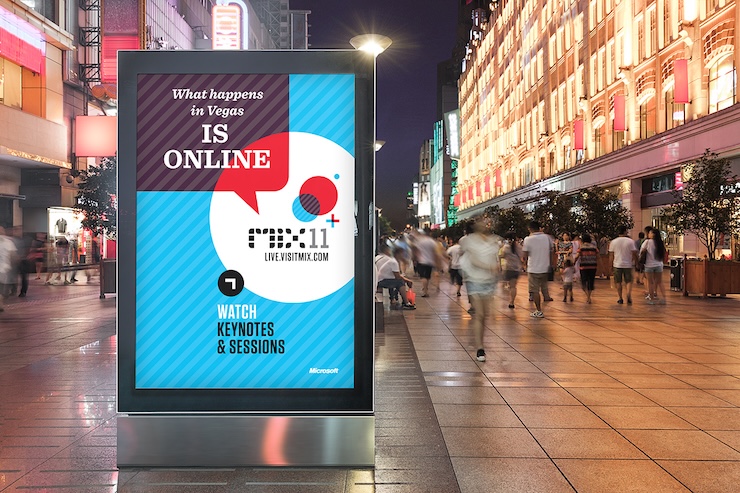 What happens
in Vegas
IS
ONLINE
MIX11
LIVE.VISITMIX.COM
WATCH
KEYNOTES
& SESSIONS
Microsoft